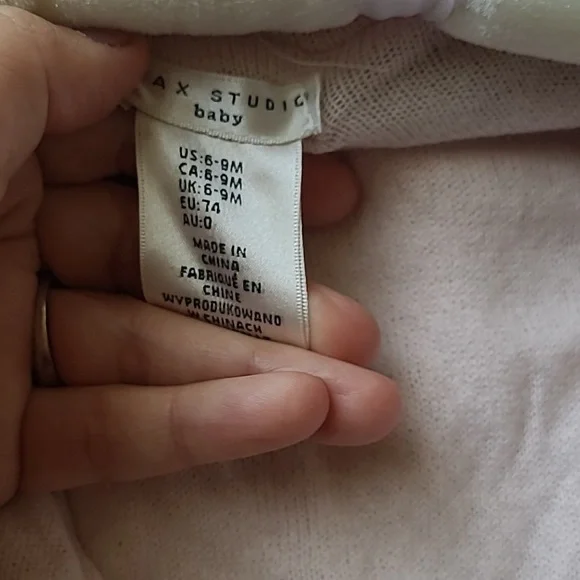 AX STUDIO
baby
US:6-9M
CA:6-9M
UK:6-9M
EU:74
AU:0
MADE IN
CHINA
FABRIQUÉ EN
CHINE
WYPRODUKOWANO
W CHINACH